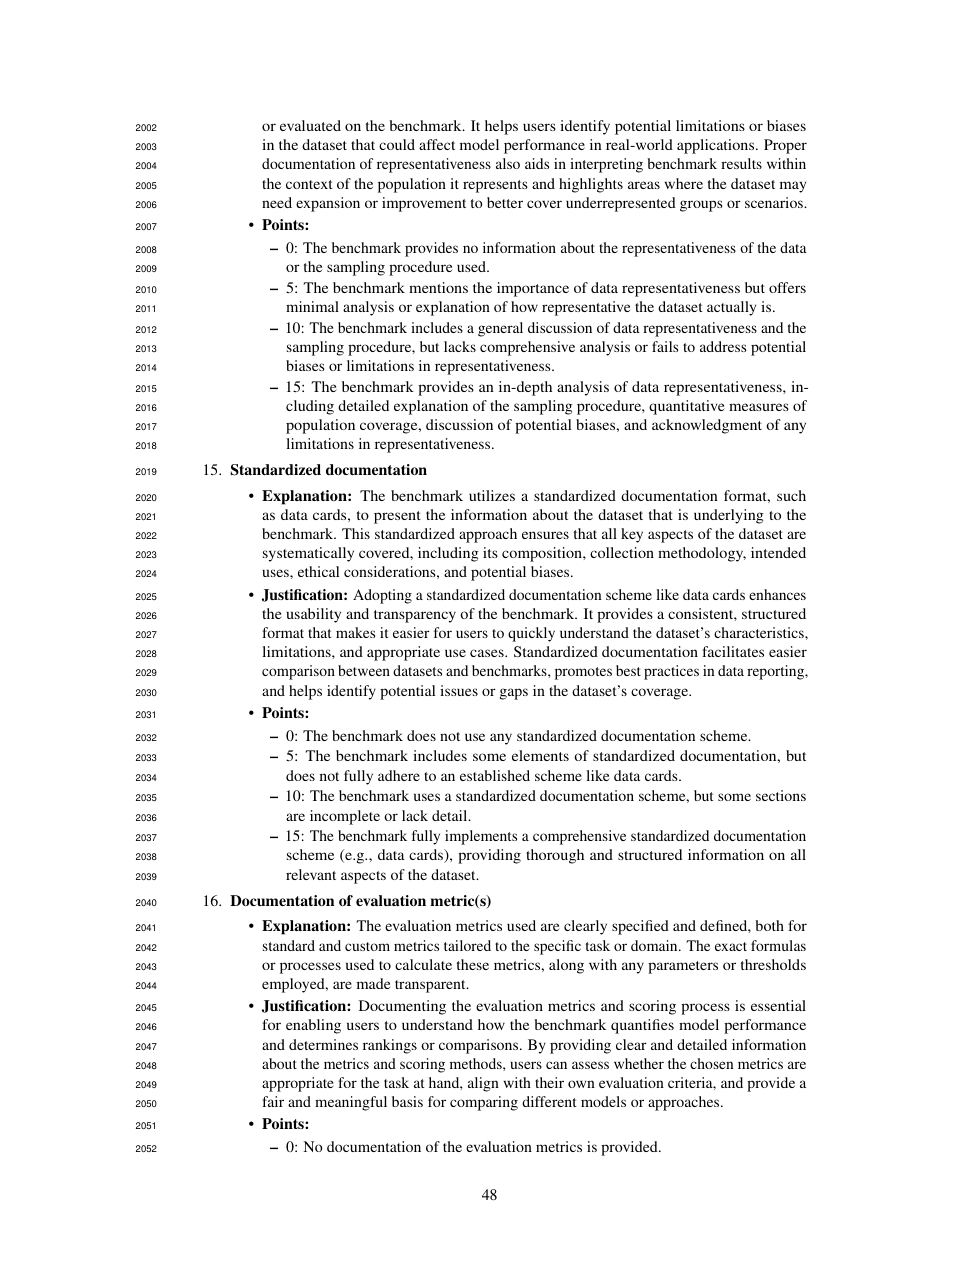 2002 or evaluated on the benchmark. It helps users identify potential limitations or biases
2003 in the dataset that could affect model performance in real-world applications. Proper
2004 documentation of representativeness also aids in interpreting benchmark results within
2005 the context of the population it represents and highlights areas where the dataset may
2006 need expansion or improvement to better cover underrepresented groups or scenarios.
2007 • Points:
2008 – 0: The benchmark provides no information about the representativeness of the data
2009 or the sampling procedure used.
2010 – 5: The benchmark mentions the importance of data representativeness but offers
2011 minimal analysis or explanation of how representative the dataset actually is.
2012 – 10: The benchmark includes a general discussion of data representativeness and the
2013 sampling procedure, but lacks comprehensive analysis or fails to address potential
2014 biases or limitations in representativeness.
2015 – 15: The benchmark provides an in-depth analysis of data representativeness, in-
2016 cluding detailed explanation of the sampling procedure, quantitative measures of
2017 population coverage, discussion of potential biases, and acknowledgment of any
2018 limitations in representativeness.
2019 15. Standardized documentation
2020 • Explanation: The benchmark utilizes a standardized documentation format, such
2021 as data cards, to present the information about the dataset that is underlying to the
2022 benchmark. This standardized approach ensures that all key aspects of the dataset are
2023 systematically covered, including its composition, collection methodology, intended
2024 uses, ethical considerations, and potential biases.
2025 • Justification: Adopting a standardized documentation scheme like data cards enhances
2026 the usability and transparency of the benchmark. It provides a consistent, structured
2027 format that makes it easier for users to quickly understand the dataset's characteristics,
2028 limitations, and appropriate use cases. Standardized documentation facilitates easier
2029 comparison between datasets and benchmarks, promotes best practices in data reporting,
2030 and helps identify potential issues or gaps in the dataset's coverage.
2031 • Points:
2032 – 0: The benchmark does not use any standardized documentation scheme.
2033 – 5: The benchmark includes some elements of standardized documentation, but
2034 does not fully adhere to an established scheme like data cards.
2035 – 10: The benchmark uses a standardized documentation scheme, but some sections
2036 are incomplete or lack detail.
2037 – 15: The benchmark fully implements a comprehensive standardized documentation
2038 scheme (e.g., data cards), providing thorough and structured information on all
2039 relevant aspects of the dataset.
2040 16. Documentation of evaluation metric(s)
2041 • Explanation: The evaluation metrics used are clearly specified and defined, both for
2042 standard and custom metrics tailored to the specific task or domain. The exact formulas
2043 or processes used to calculate these metrics, along with any parameters or thresholds
2044 employed, are made transparent.
2045 • Justification: Documenting the evaluation metrics and scoring process is essential
2046 for enabling users to understand how the benchmark quantifies model performance
2047 and determines rankings or comparisons. By providing clear and detailed information
2048 about the metrics and scoring methods, users can assess whether the chosen metrics are
2049 appropriate for the task at hand, align with their own evaluation criteria, and provide a
2050 fair and meaningful basis for comparing different models or approaches.
2051 • Points:
2052 – 0: No documentation of the evaluation metrics is provided.
48